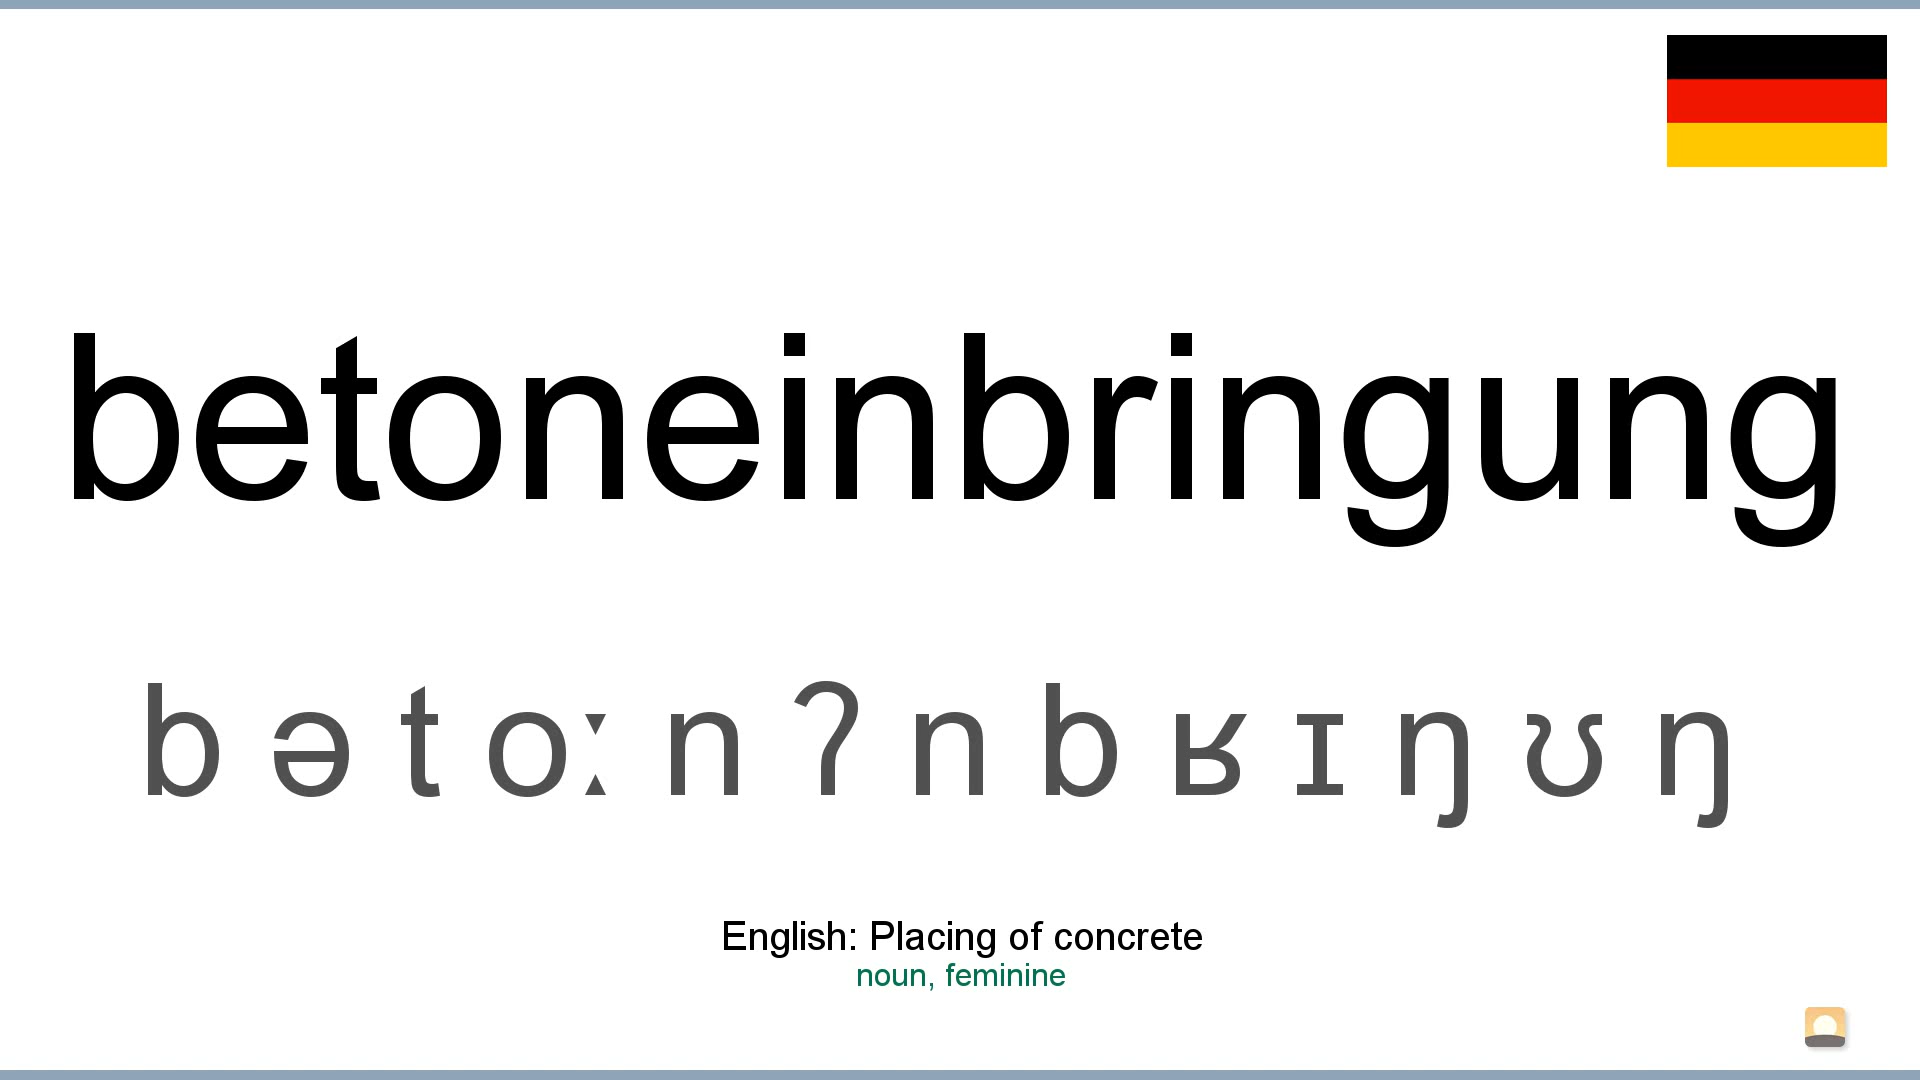 betoneinbringung
b ə t oː n ʔ n b ʁ ɪ ŋ ʊ ŋ
English: Placing of concrete
noun, feminine